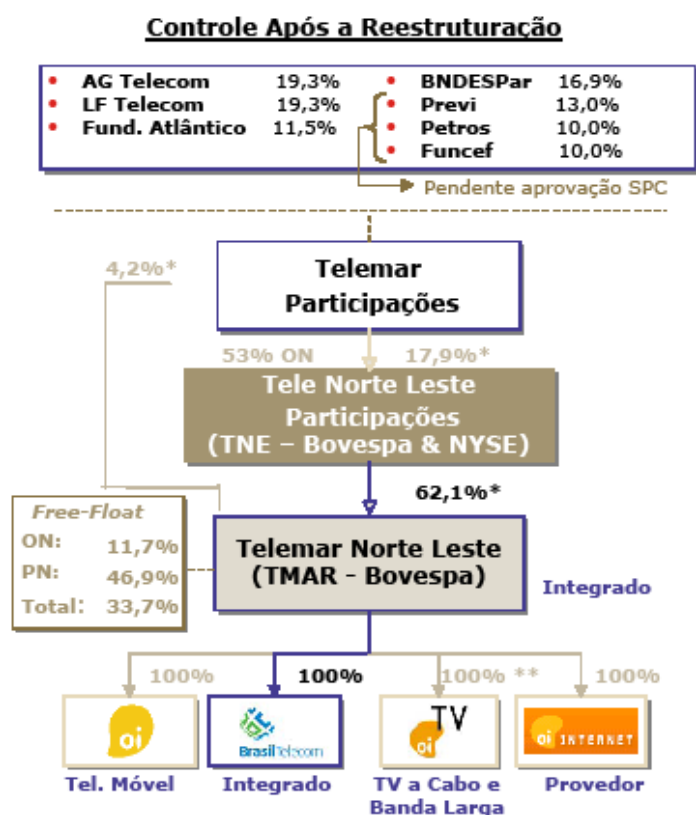 Controle Após a Reestruturação
• AG Telecom 19,3%
• LF Telecom 19,3%
• Fund. Atlântico 11,5%
• BNDESPar 16,9%
• Previ 13,0%
• Petros 10,0%
• Funcef 10,0%
Pendente aprovação SPC
4,2%*
Telemar
Participações
53% ON 17,9%*
Tele Norte Leste
Participações
(TNE – Bovespa & NYSE)
62,1%*
Free-Float
ON: 11,7%
PN: 46,9%
Total: 33,7%
Telemar Norte Leste
(TMAR - Bovespa)
Integrado
100% 100% 100% ** 100%
oi
BrasilTelecom
oi TV
oi INTERNET
Tel. Móvel
Integrado
TV a Cabo e
Banda Larga
Provedor